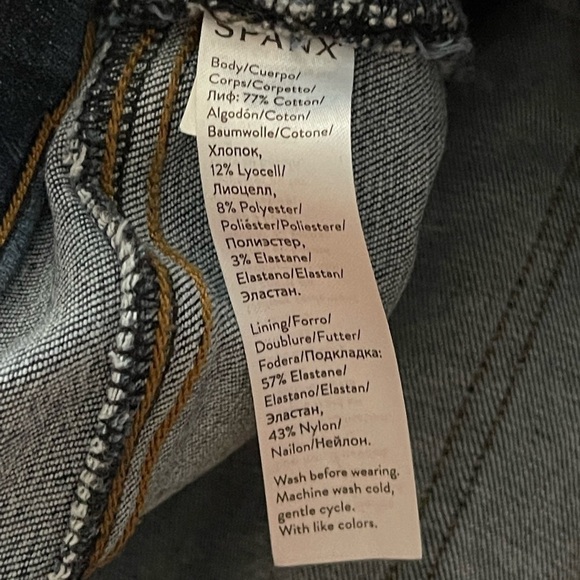 SPANX
Body/Cuerpo/
Corps/Corpetto/
Лиф: 77% Cotton/
Algodón/Coton/
Baumwolle/Cotone/
Хлопок,
12% Lyocell/
Лиоцелл,
8% Polyester/
Poliéster/Poliestere/
Полиэстер,
3% Elastane/
Elastano/Elastan/
Эластан.
Lining/Forro/
Doublure/Futter/
Fodera/Подкладка:
57% Elastane/
Elastano/Elastan/
Эластан,
43% Nylon/
Nailon/Нейлон.
Wash before wearing.
Machine wash cold,
gentle cycle.
With like colors.